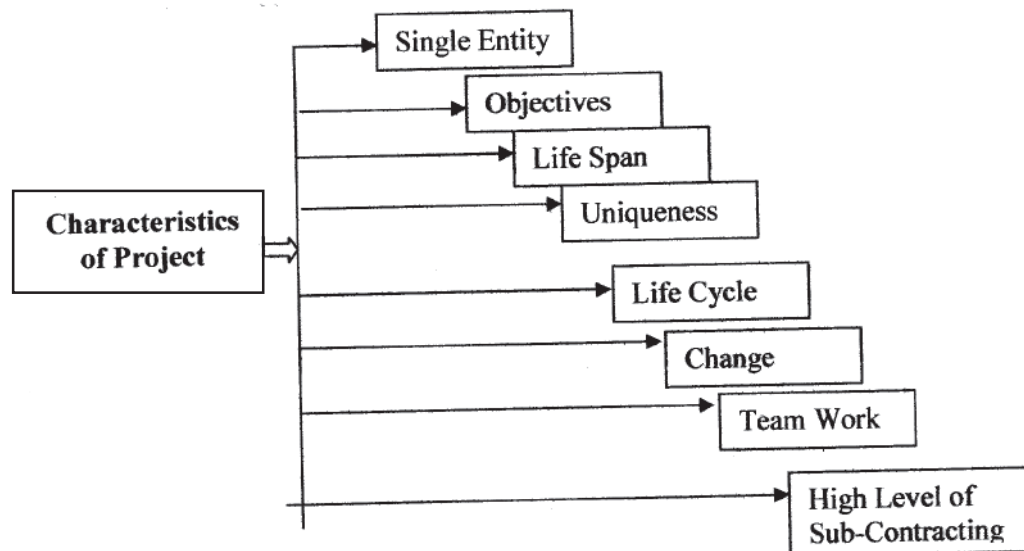 Single Entity
Objectives
Life Span
Uniqueness
Characteristics
of Project
Life Cycle
Change
Team Work
High Level of
Sub-Contracting